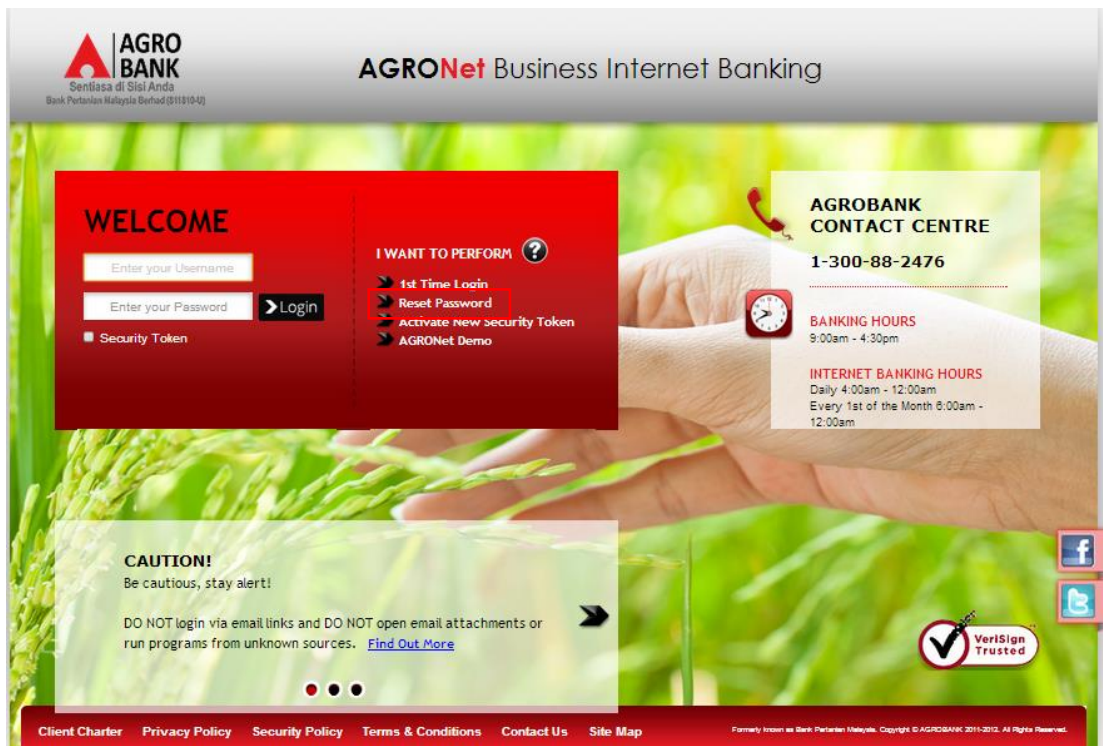 AGRO
BANK
Sentiasa di Sisi Anda
Bank Pertanian Malaysia Berhad (811810-U)
AGRONet Business Internet Banking
WELCOME
Enter your Username
Enter your Password
Login
Security Token
I WANT TO PERFORM ?
1st Time Login
Reset Password
Activate New Security Token
AGRONet Demo
AGROBANK
CONTACT CENTRE
1-300-88-2476
BANKING HOURS
9:00am - 4:30pm
INTERNET BANKING HOURS
Daily 4:00am - 12:00am
Every 1st of the Month 6:00am -
12:00am
CAUTION!
Be cautious, stay alert!
DO NOT login via email links and DO NOT open email attachments or
run programs from unknown sources. Find Out More
f
t
VeriSign
Trusted
Client Charter Privacy Policy Security Policy Terms & Conditions Contact Us Site Map
Formerly known as Bank Pertanian Malaysia. Copyright © AGROBANK 2011-2012. All Rights Reserved.